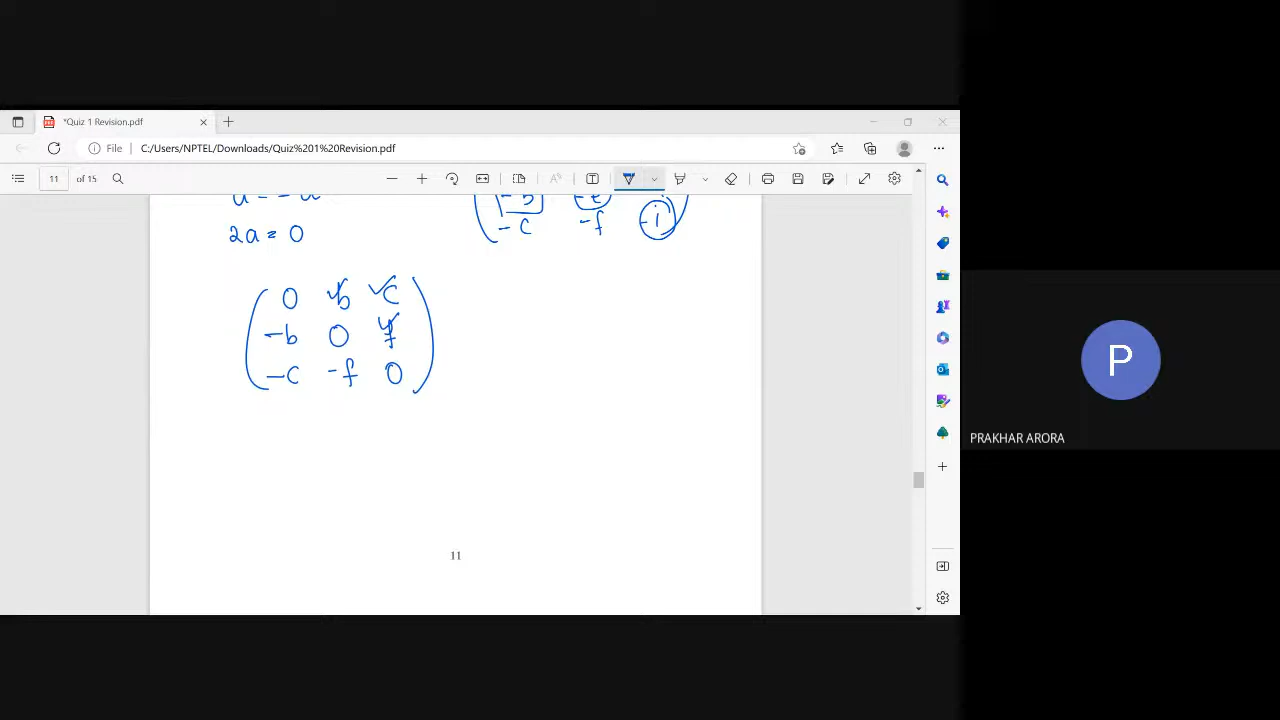 *Quiz 1 Revision.pdf
File C:/Users/NPTEL/Downloads/Quiz%201%20Revision.pdf
11 of 15
a = - a
2a = 0
-b -e
-c -f -i
0 b c
-b 0 f
-c -f 0
11
P
PRAKHAR ARORA